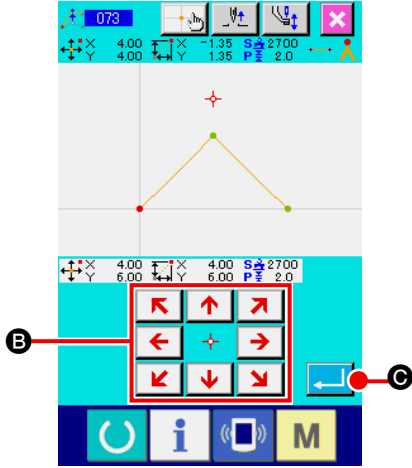 073
X 4.00 X -1.35 S 2700
Y 4.00 Y 1.35 P 2.0
X 4.00 X 4.00 S 2700
Y 6.00 Y 6.00 P 2.0
B
C
i M